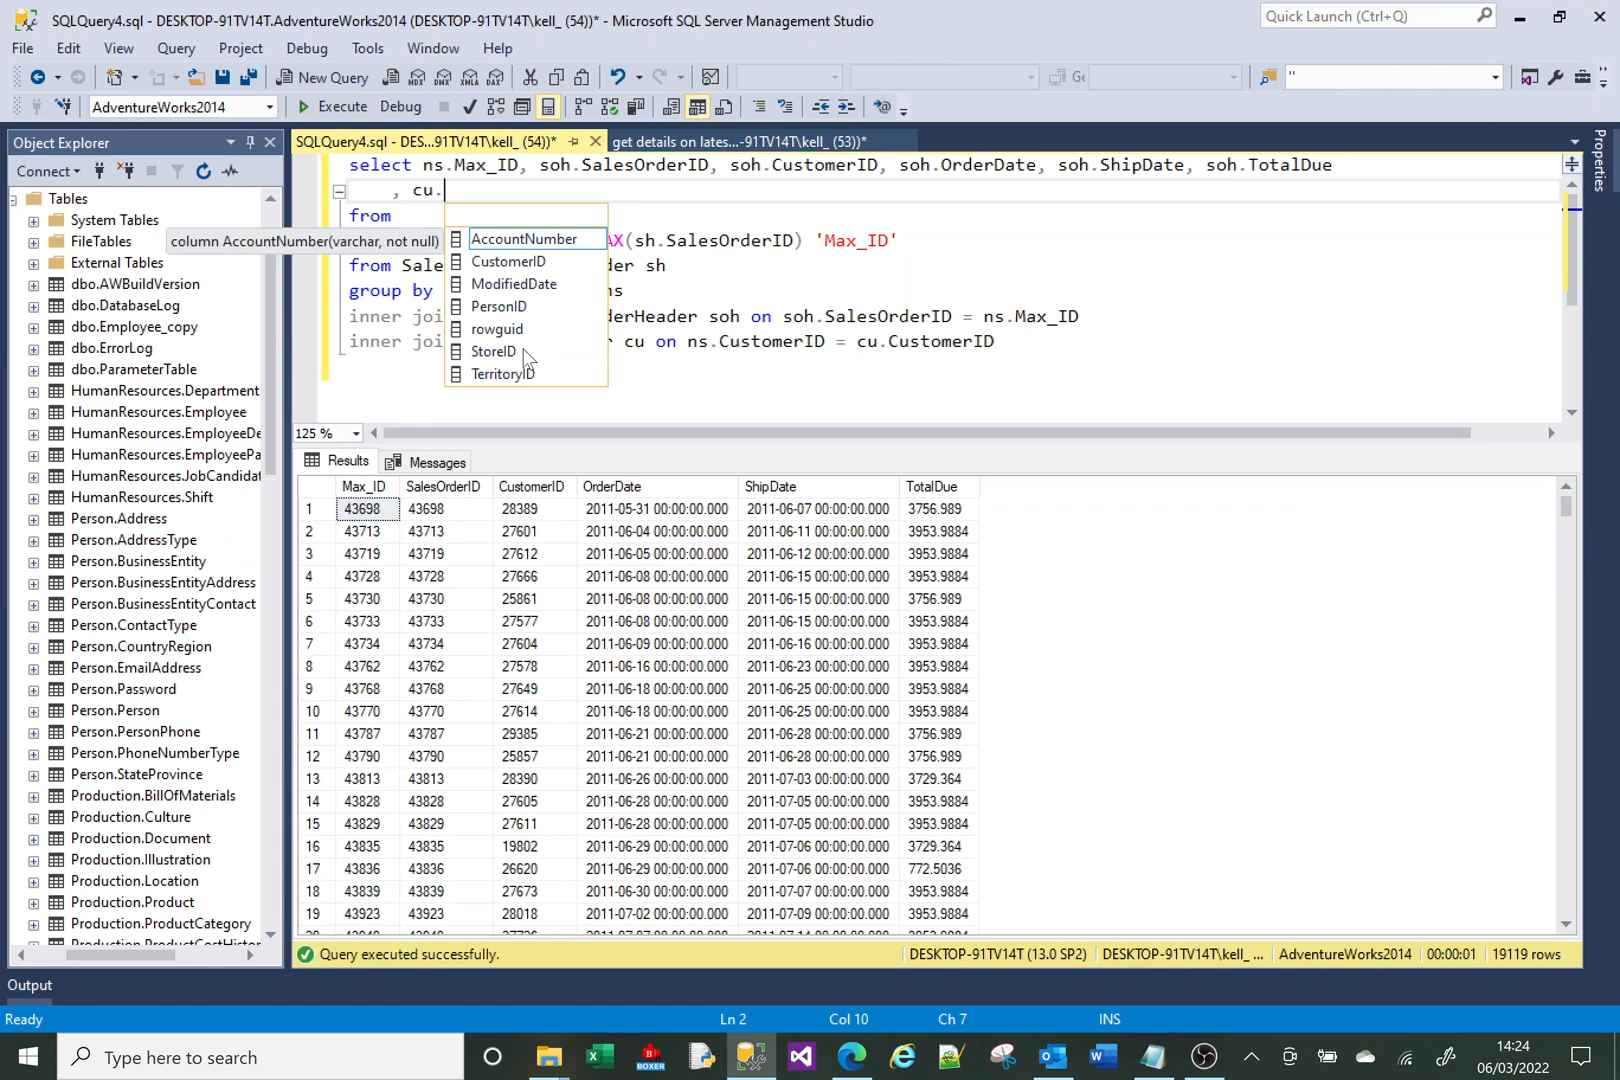 SQLQuery4.sql - DESKTOP-91TV14T.AdventureWorks2014 (DESKTOP-91TV14T\kell_ (54))* - Microsoft SQL Server Management Studio
Quick Launch (Ctrl+Q)
File Edit View Query Project Debug Tools Window Help
New Query MDX DMX XMLA DAX Ge "
AdventureWorks2014 Execute Debug
Object Explorer
SQLQuery4.sql - DES...91TV14T\kell_ (54))* get details on lates...-91TV14T\kell_ (53))*
Properties
Connect
Tables
System Tables
FileTables
External Tables
dbo.AWBuildVersion
dbo.DatabaseLog
dbo.Employee_copy
dbo.ErrorLog
dbo.ParameterTable
HumanResources.Department
HumanResources.Employee
HumanResources.EmployeeDe
HumanResources.EmployeePa
HumanResources.JobCandidat
HumanResources.Shift
Person.Address
Person.AddressType
Person.BusinessEntity
Person.BusinessEntityAddress
Person.BusinessEntityContact
Person.ContactType
Person.CountryRegion
Person.EmailAddress
Person.Password
Person.Person
Person.PersonPhone
Person.PhoneNumberType
Person.StateProvince
Production.BillOfMaterials
Production.Culture
Production.Document
Production.Illustration
Production.Location
Production.Product
Production.ProductCategory
select ns.Max_ID, soh.SalesOrderID, soh.CustomerID, soh.OrderDate, soh.ShipDate, soh.TotalDue
, cu.
from
AX(sh.SalesOrderID) 'Max_ID'
from Sale der sh
group by ns
inner joi derHeader soh on soh.SalesOrderID = ns.Max_ID
inner joi r cu on ns.CustomerID = cu.CustomerID
column AccountNumber(varchar, not null)
AccountNumber
CustomerID
ModifiedDate
PersonID
rowguid
StoreID
TerritoryID
125 %
Results Messages
Max_ID SalesOrderID CustomerID OrderDate ShipDate TotalDue
1 43698 43698 28389 2011-05-31 00:00:00.000 2011-06-07 00:00:00.000 3756.989
2 43713 43713 27601 2011-06-04 00:00:00.000 2011-06-11 00:00:00.000 3953.9884
3 43719 43719 27612 2011-06-05 00:00:00.000 2011-06-12 00:00:00.000 3953.9884
4 43728 43728 27666 2011-06-08 00:00:00.000 2011-06-15 00:00:00.000 3953.9884
5 43730 43730 25861 2011-06-08 00:00:00.000 2011-06-15 00:00:00.000 3756.989
6 43733 43733 27577 2011-06-08 00:00:00.000 2011-06-15 00:00:00.000 3953.9884
7 43734 43734 27604 2011-06-09 00:00:00.000 2011-06-16 00:00:00.000 3953.9884
8 43762 43762 27578 2011-06-16 00:00:00.000 2011-06-23 00:00:00.000 3953.9884
9 43768 43768 27649 2011-06-18 00:00:00.000 2011-06-25 00:00:00.000 3953.9884
10 43770 43770 27614 2011-06-18 00:00:00.000 2011-06-25 00:00:00.000 3953.9884
11 43787 43787 29385 2011-06-21 00:00:00.000 2011-06-28 00:00:00.000 3756.989
12 43790 43790 25857 2011-06-21 00:00:00.000 2011-06-28 00:00:00.000 3756.989
13 43813 43813 28390 2011-06-26 00:00:00.000 2011-07-03 00:00:00.000 3729.364
14 43828 43828 27605 2011-06-28 00:00:00.000 2011-07-05 00:00:00.000 3953.9884
15 43829 43829 27611 2011-06-28 00:00:00.000 2011-07-05 00:00:00.000 3953.9884
16 43835 43835 19802 2011-06-29 00:00:00.000 2011-07-06 00:00:00.000 3729.364
17 43836 43836 26620 2011-06-29 00:00:00.000 2011-07-06 00:00:00.000 772.5036
18 43839 43839 27673 2011-06-30 00:00:00.000 2011-07-07 00:00:00.000 3953.9884
19 43923 43923 28018 2011-07-02 00:00:00.000 2011-07-09 00:00:00.000 3953.9884
Query executed successfully. DESKTOP-91TV14T (13.0 SP2) DESKTOP-91TV14T\kell_ ... AdventureWorks2014 00:00:01 19119 rows
Output
Ready Ln 2 Col 10 Ch 7 INS
Type here to search
BOXER
14:24
06/03/2022